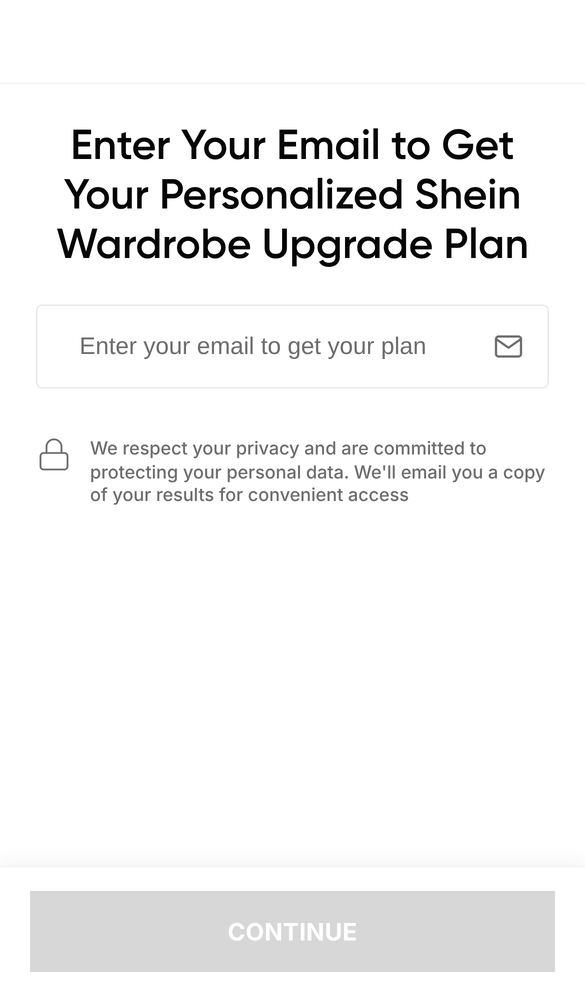 Enter Your Email to Get
Your Personalized Shein
Wardrobe Upgrade Plan
Enter your email to get your plan
We respect your privacy and are committed to
protecting your personal data. We'll email you a copy
of your results for convenient access
CONTINUE